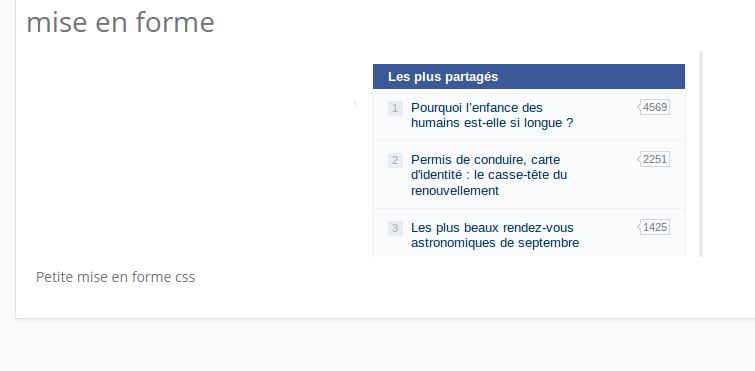 mise en forme
Les plus partagés
1 Pourquoi l'enfance des 4569
humains est-elle si longue ?
2 Permis de conduire, carte 2251
d'identité : le casse-tête du
renouvellement
3 Les plus beaux rendez-vous 1425
astronomiques de septembre
Petite mise en forme css